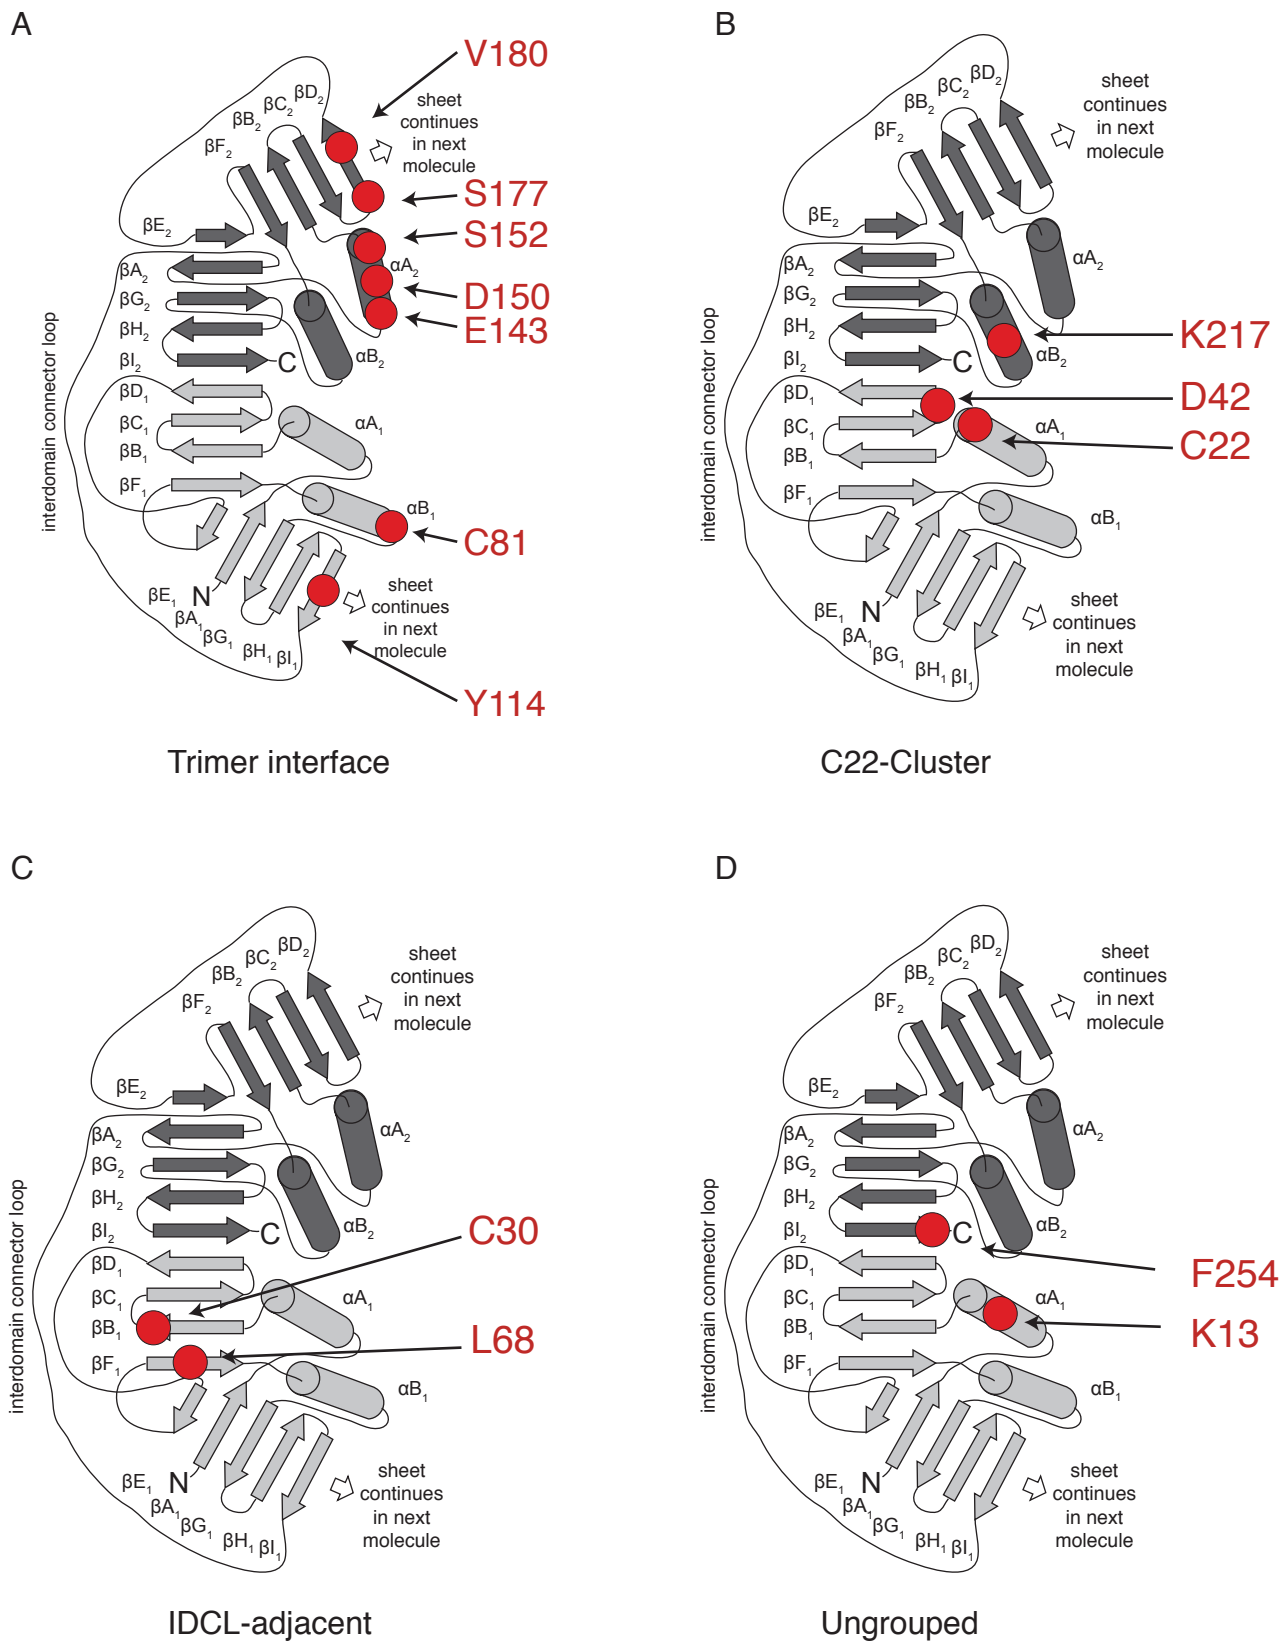 A
V180
sheet
continues
in next
molecule
βD₂
βC₂
βB₂
βF₂
S177
S152
βE₂
αA₂
βA₂
D150
βG₂
E143
βH₂
αB₂
βI₂
C
βD₁
βC₁
αA₁
βB₁
βF₁
αB₁
C81
interdomain connector loop
βE₁
N
βA₁
βG₁
βH₁
βI₁
sheet
continues
in next
molecule
Y114
Trimer interface
B
βD₂
βC₂
βB₂
βF₂
sheet
continues
in next
molecule
βE₂
βA₂
αA₂
βG₂
βH₂
K217
αB₂
βI₂
C
βD₁
D42
βC₁
αA₁
C22
βB₁
βF₁
αB₁
interdomain connector loop
βE₁
N
βA₁
βG₁
βH₁
βI₁
sheet
continues
in next
molecule
C22-Cluster
C
βD₂
βC₂
βB₂
βF₂
sheet
continues
in next
molecule
βE₂
βA₂
αA₂
βG₂
βH₂
αB₂
C30
βI₂
C
βD₁
βC₁
αA₁
βB₁
L68
βF₁
αB₁
interdomain connector loop
βE₁
N
βA₁
βG₁
βH₁
βI₁
sheet
continues
in next
molecule
IDCL-adjacent
D
βD₂
βC₂
βB₂
βF₂
sheet
continues
in next
molecule
βE₂
βA₂
αA₂
βG₂
βH₂
αB₂
βI₂
C
βD₁
F254
βC₁
αA₁
βB₁
K13
βF₁
αB₁
interdomain connector loop
βE₁
N
βA₁
βG₁
βH₁
βI₁
sheet
continues
in next
molecule
Ungrouped